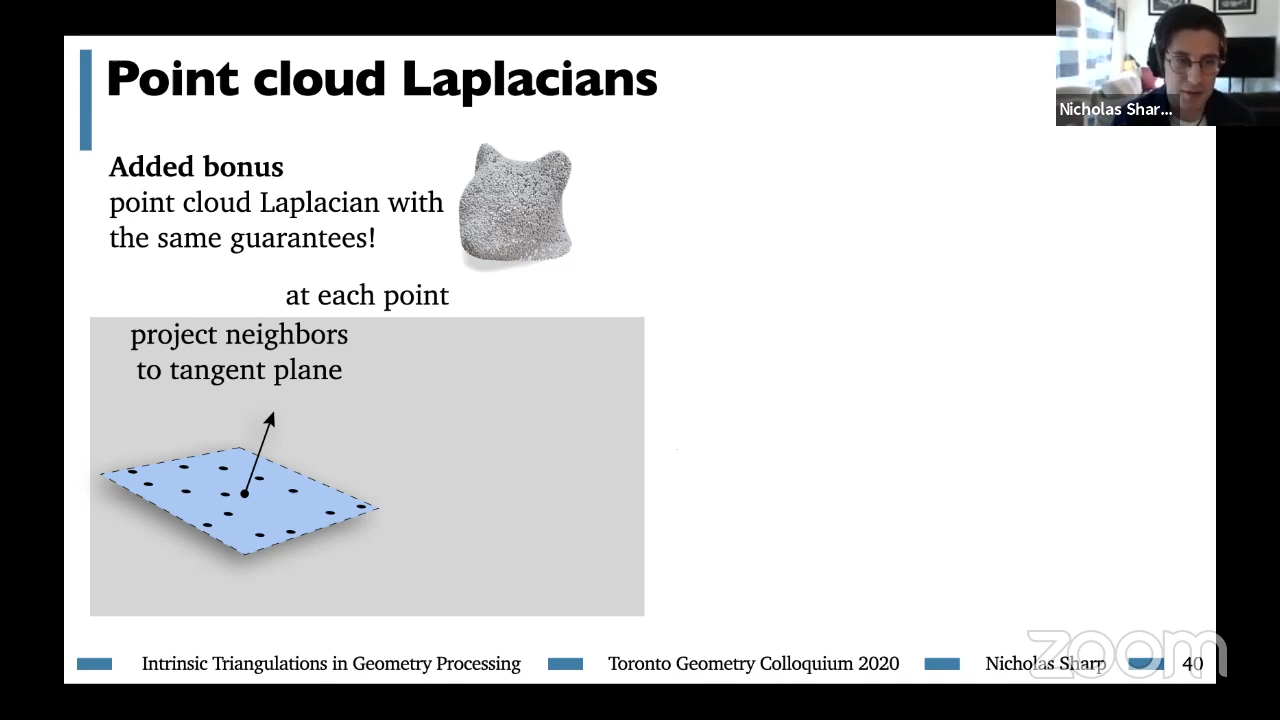 Point cloud Laplacians
Nicholas Shar...
Added bonus
point cloud Laplacian with
the same guarantees!
at each point
project neighbors
to tangent plane
Intrinsic Triangulations in Geometry Processing
Toronto Geometry Colloquium 2020
Nicholas Sharp
40
zoom